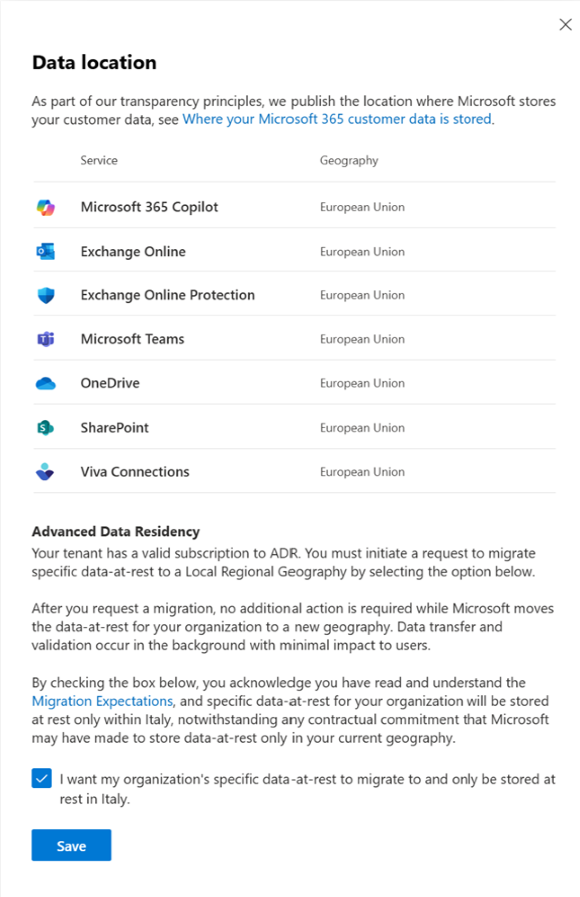 Data location
As part of our transparency principles, we publish the location where Microsoft stores
your customer data, see Where your Microsoft 365 customer data is stored.
Service Geography
Microsoft 365 Copilot European Union
Exchange Online European Union
Exchange Online Protection European Union
Microsoft Teams European Union
OneDrive European Union
SharePoint European Union
Viva Connections European Union
Advanced Data Residency
Your tenant has a valid subscription to ADR. You must initiate a request to migrate
specific data-at-rest to a Local Regional Geography by selecting the option below.
After you request a migration, no additional action is required while Microsoft moves
the data-at-rest for your organization to a new geography. Data transfer and
validation occur in the background with minimal impact to users.
By checking the box below, you acknowledge you have read and understand the
Migration Expectations, and specific data-at-rest for your organization will be stored
at rest only within Italy, notwithstanding any contractual commitment that Microsoft
may have made to store data-at-rest only in your current geography.
I want my organization's specific data-at-rest to migrate to and only be stored at
rest in Italy.
Save